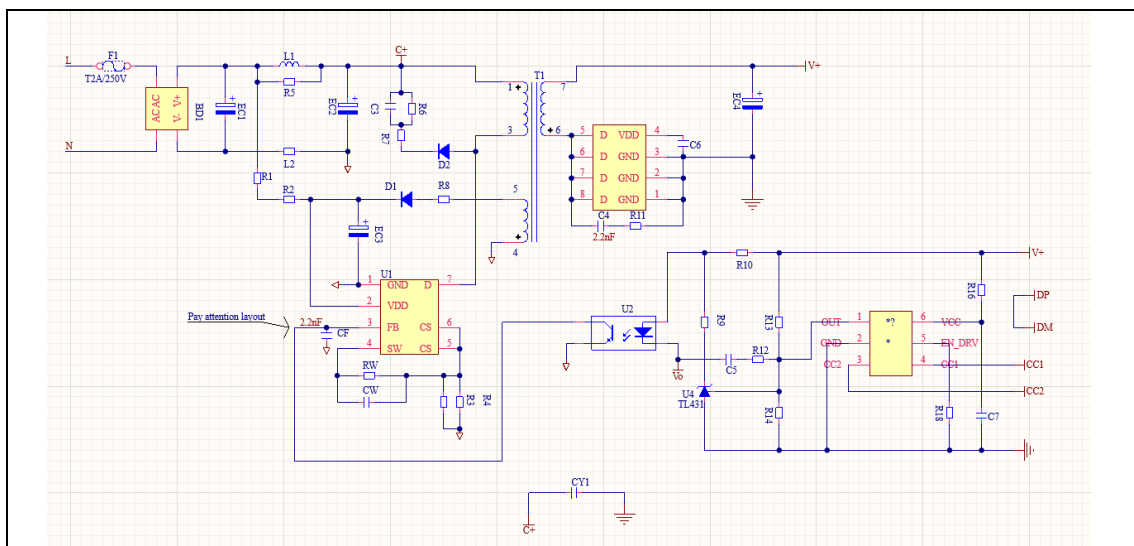 L
F1
T2A/250V
AC AC
V- V+
BD1
EC1
L1
R5
EC2
L2
N
C+
C3
R6
R7
D2
T1
1
3
5
4
7
6
V+
EC4
5 D VDD 4
6 D GND 3
7 D GND 2
8 D GND 1
C6
C4
2.2nF
R11
R1
R2
D1
R8
EC3
U1
1 GND D 7
2 VDD
3 FB CS 6
4 SW CS 5
Pay attention layout
2.2nF
CF
RW
CW
R3
R4
U2
R10
V+
R9
R13
R12
C5
Vo
U4
TL431
R14
OUT 1 *? 6 VCC
GND 2 * 5 EN_DRV
CC2 3 4 CC1
R16
R18
C7
DP
DM
CC1
CC2
CY1
C+